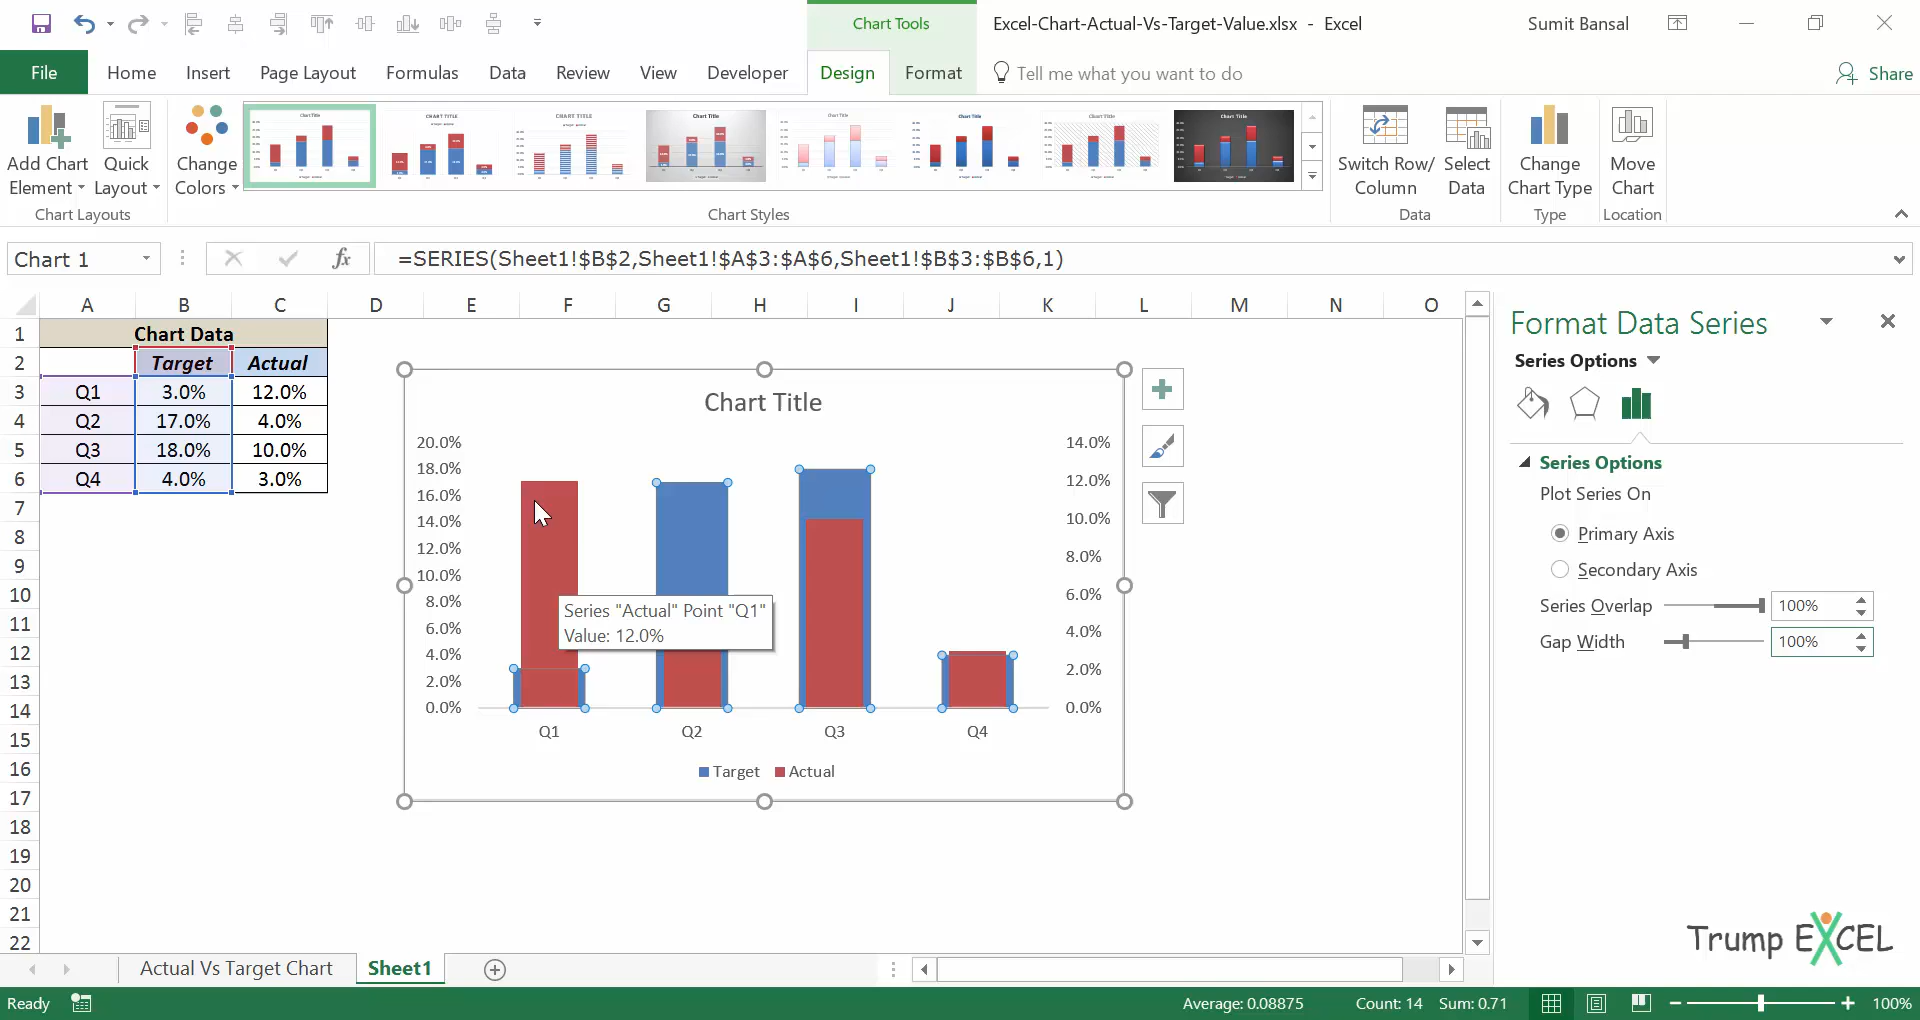 Chart Tools
Excel-Chart-Actual-Vs-Target-Value.xlsx - Excel
Sumit Bansal
File Home Insert Page Layout Formulas Data Review View Developer Design Format Tell me what you want to do Share
Add Chart Element
Quick Layout
Chart Layouts
Change Colors
Chart Styles
Switch Row/ Column
Select Data
Data
Change Chart Type
Type
Move Chart
Location
Chart 1
fx
=SERIES(Sheet1!$B$2,Sheet1!$A$3:$A$6,Sheet1!$B$3:$B$6,1)
A B C D E F G H I J K L M N O
1 Chart Data
2 Target Actual
3 Q1 3.0% 12.0%
4 Q2 17.0% 4.0%
5 Q3 18.0% 10.0%
6 Q4 4.0% 3.0%
7
8
9
10
11
12
13
14
15
16
17
18
19
20
21
22
Chart Title
20.0%
18.0%
16.0%
14.0%
12.0%
10.0%
8.0%
6.0%
4.0%
2.0%
0.0%
14.0%
12.0%
10.0%
8.0%
6.0%
4.0%
2.0%
0.0%
Series "Actual" Point "Q1"
Value: 12.0%
Q1 Q2 Q3 Q4
Target Actual
Format Data Series
Series Options
Series Options
Plot Series On
Primary Axis
Secondary Axis
Series Overlap 100%
Gap Width 100%
Trump EXCEL
Actual Vs Target Chart Sheet1
Ready
Average: 0.08875 Count: 14 Sum: 0.71
100%